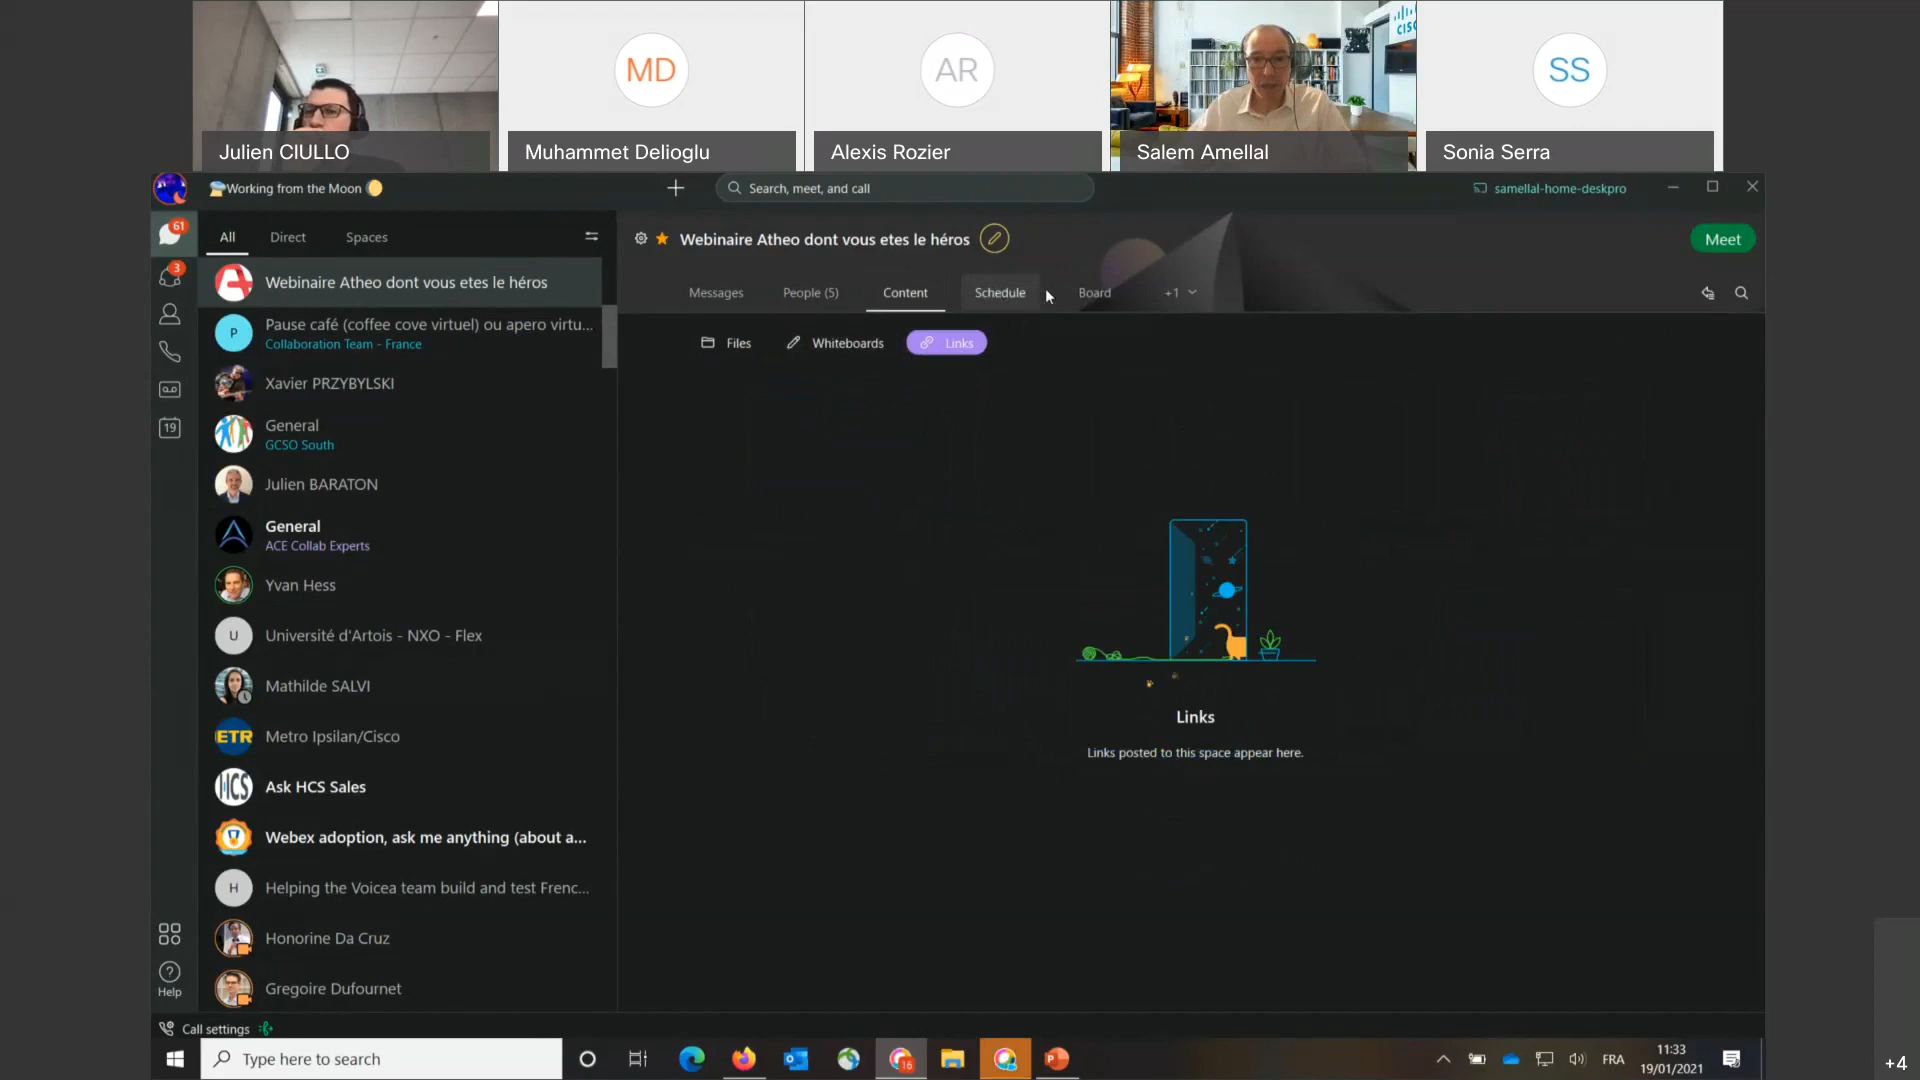 MD
AR
CISC
SS
Julien CIULLO
Muhammet Delioglu
Alexis Rozier
Salem Amellal
Sonia Serra
Working from the Moon
Search, meet, and call
samellal-home-deskpro
61
All
Direct
Spaces
Webinaire Atheo dont vous etes le héros
Meet
3
Webinaire Atheo dont vous etes le héros
Messages
People (5)
Content
Schedule
Board
+1
P
Pause café (coffee cove virtuel) ou apero virtu...
Collaboration Team - France
Files
Whiteboards
Links
Xavier PRZYBYLSKI
19
General
GCSO South
Julien BARATON
General
ACE Collab Experts
Yvan Hess
U
Université d'Artois - NXO - Flex
Mathilde SALVI
Links
ETR
Metro Ipsilan/Cisco
Links posted to this space appear here.
HCS
Ask HCS Sales
Webex adoption, ask me anything (about a...
H
Helping the Voicea team build and test Frenc...
Honorine Da Cruz
Help
Gregoire Dufournet
Call settings
Type here to search
16
FRA
11:33
19/01/2021
+4